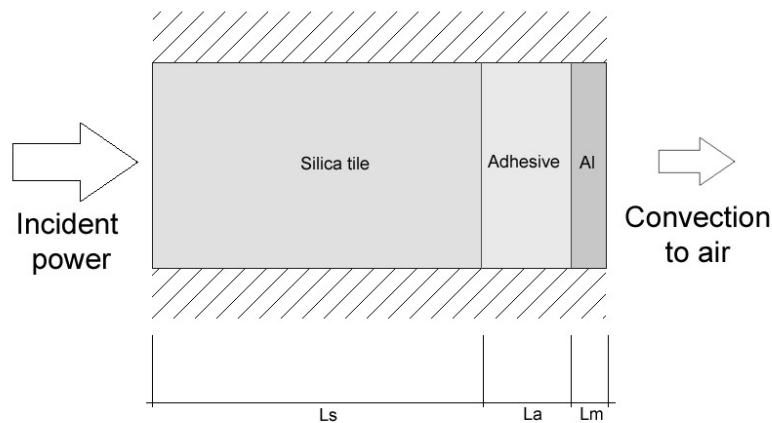 Silica tile
Adhesive
Al
Incident
power
Convection
to air
Ls
La
Lm